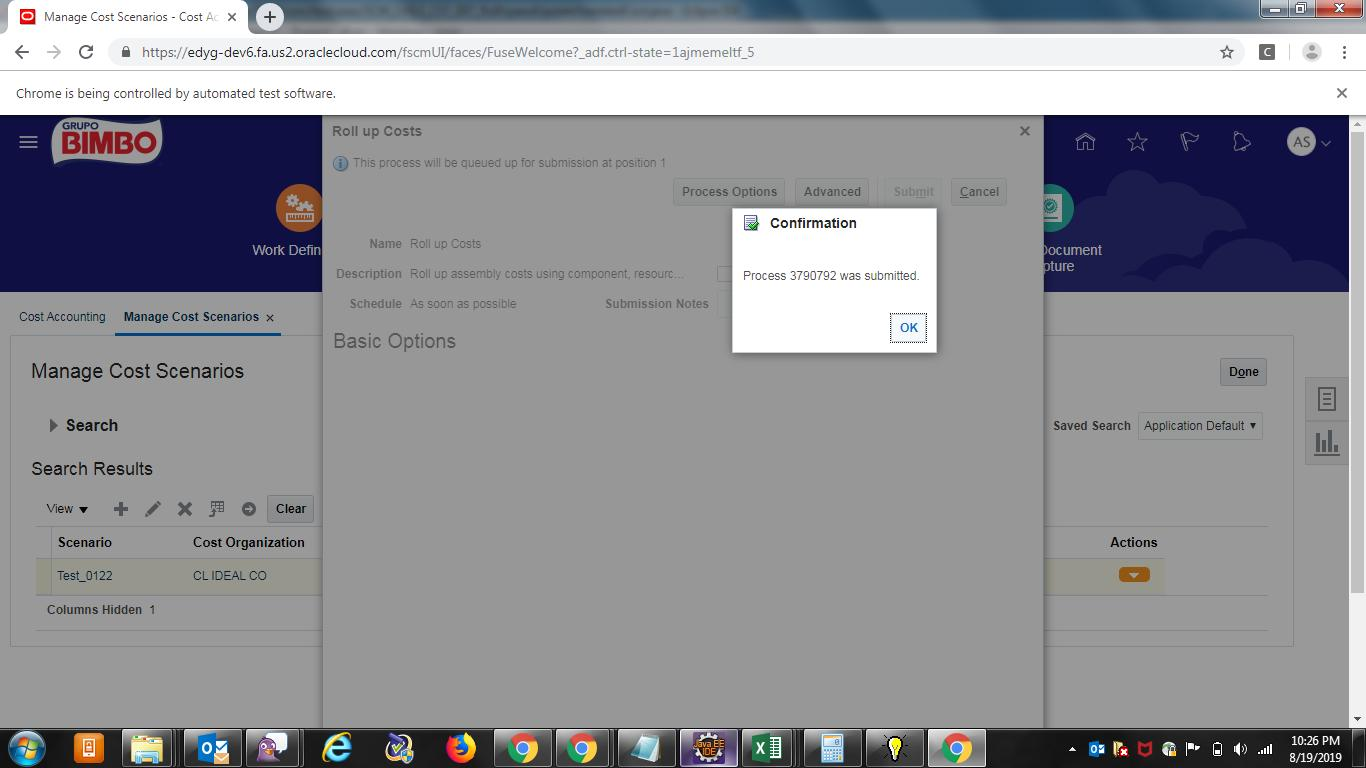 Manage Cost Scenarios - Cost Ac
https://edyg-dev6.fa.us2.oraclecloud.com/fscmUI/faces/FuseWelcome?_adf.ctrl-state=1ajmemeltf_5
C
Chrome is being controlled by automated test software.
GRUPO
BIMBO
AS
Roll up Costs
This process will be queued up for submission at position 1
Process Options
Advanced
Submit
Cancel
Work Defin
Document
pture
Confirmation
Process 3790792 was submitted.
OK
Name Roll up Costs
Description Roll up assembly costs using component, resourc...
Schedule As soon as possible
Submission Notes
Basic Options
Cost Accounting
Manage Cost Scenarios
Manage Cost Scenarios
Done
Search
Saved Search Application Default
Search Results
View
Clear
Scenario Cost Organization Actions
Test_0122 CL IDEAL CO
Columns Hidden 1
Java EE
IDE
10:26 PM
8/19/2019